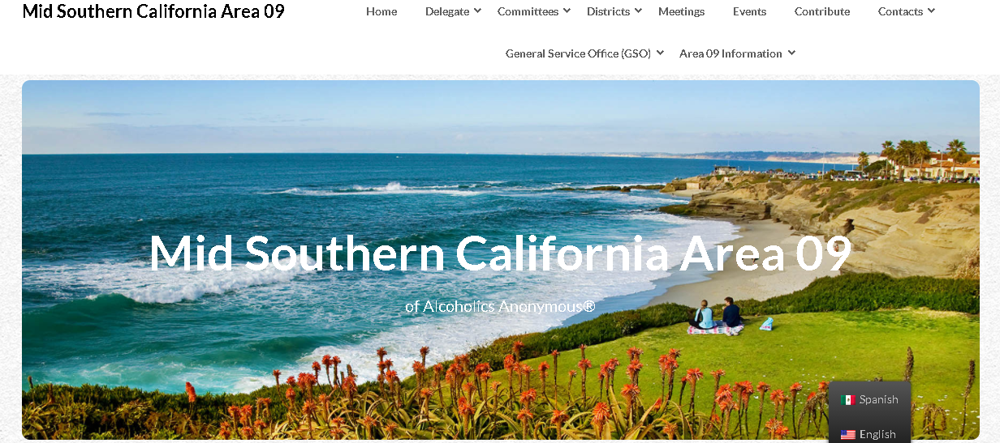 Mid Southern California Area 09
Home Delegate Committees Districts Meetings Events Contribute Contacts
General Service Office (GSO) Area 09 Information
Mid Southern California Area 09
of Alcoholics Anonymous®
Spanish
English